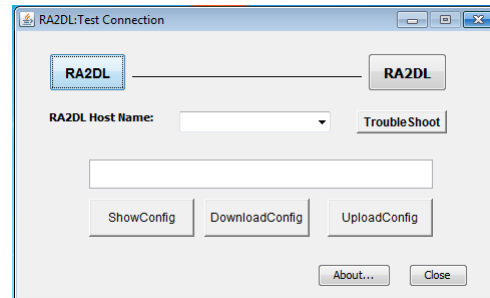 RA2DL:Test Connection
RA2DL RA2DL
RA2DL Host Name: TroubleShoot
ShowConfig DownloadConfig UploadConfig
About... Close